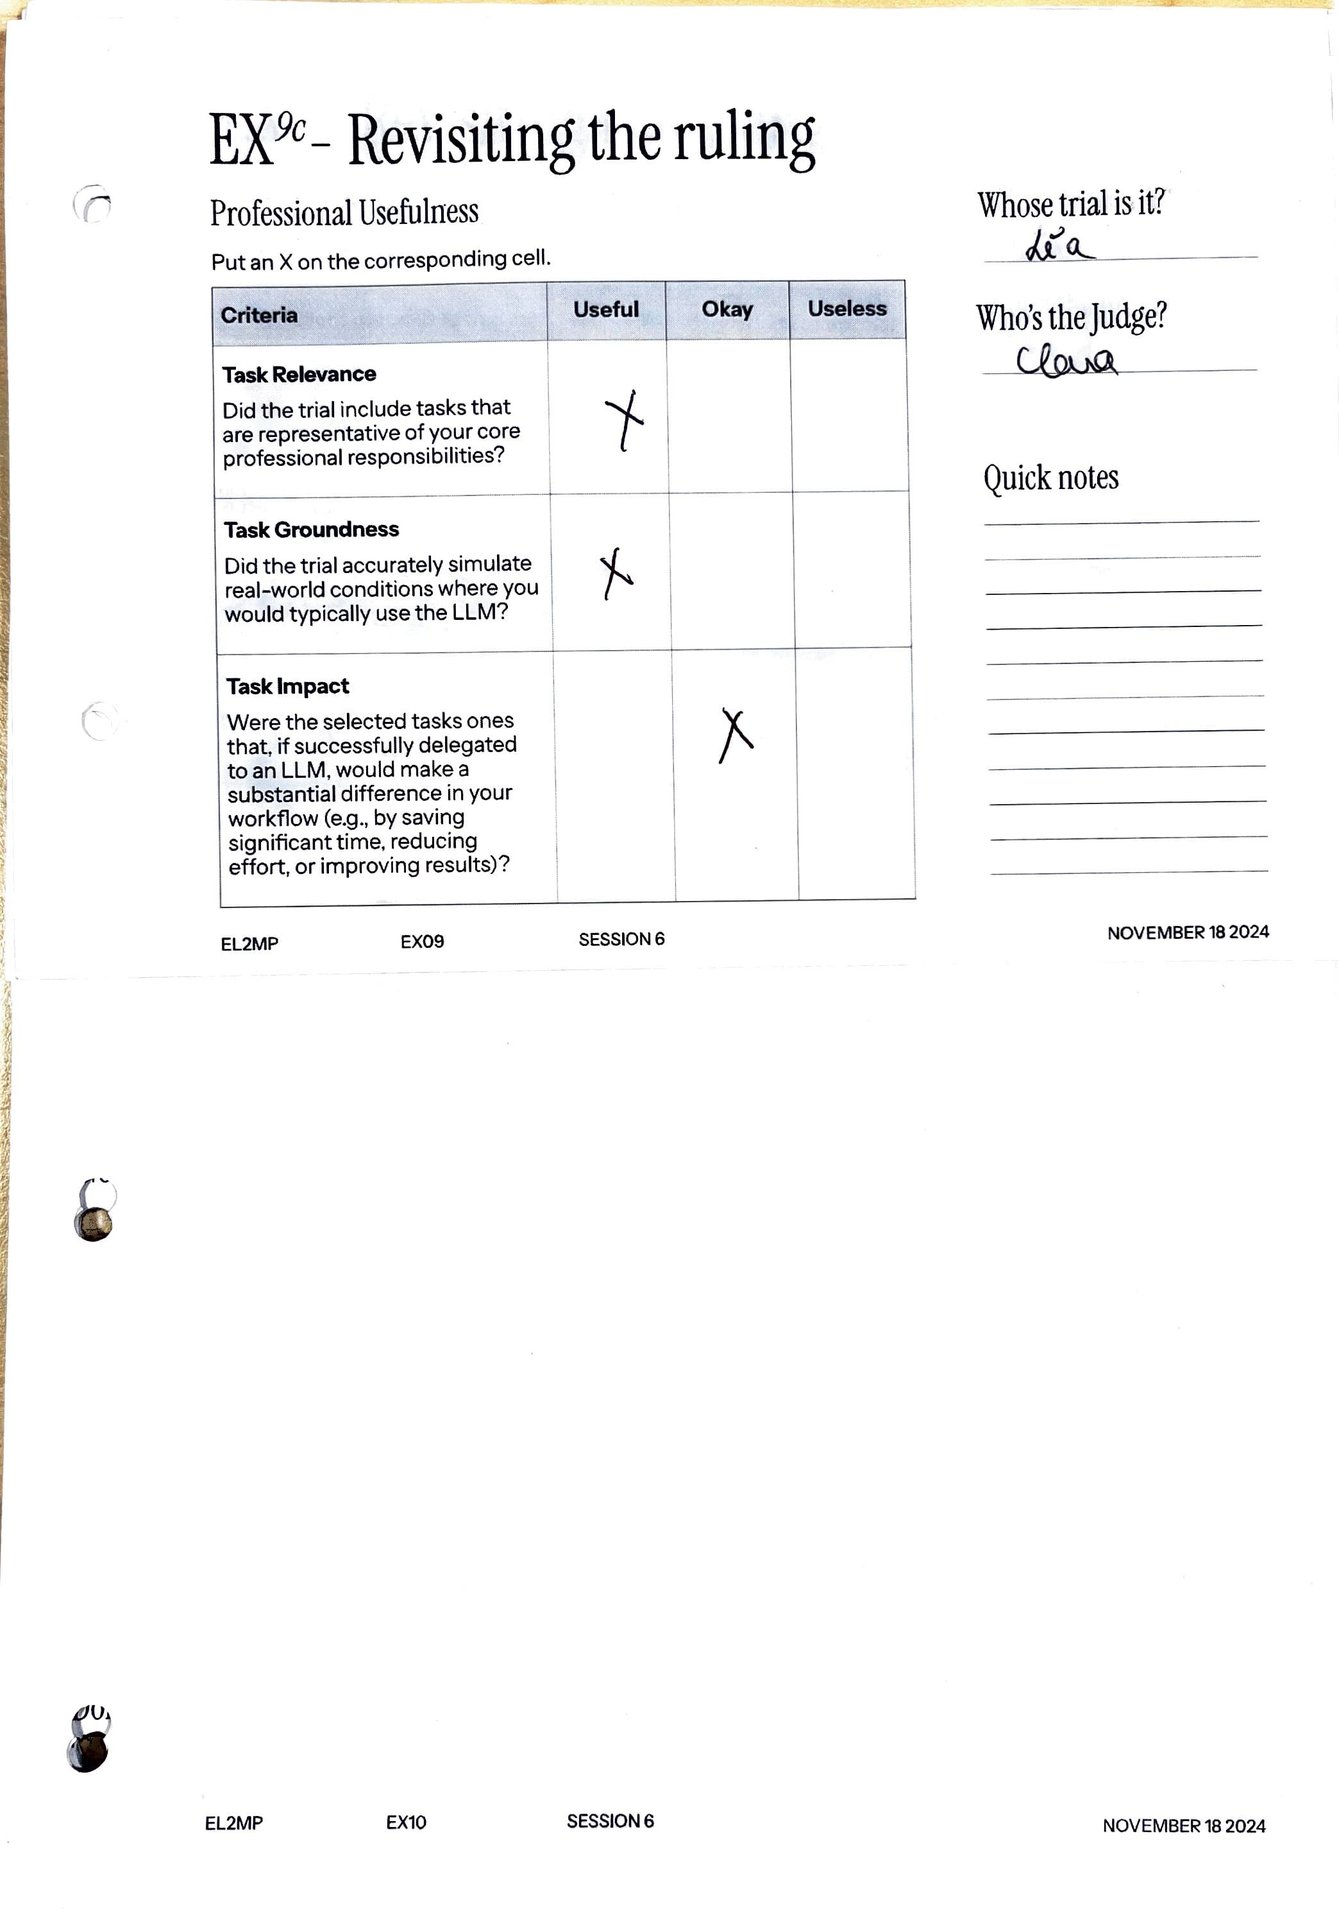 EX9c – Revisiting the ruling
Professional Usefulness
Put an X on the corresponding cell.
Criteria Useful Okay Useless
Task Relevance
Did the trial include tasks that
are representative of your core
professional responsibilities?
X
Task Groundness
Did the trial accurately simulate
real-world conditions where you
would typically use the LLM?
X
Task Impact
Were the selected tasks ones
that, if successfully delegated
to an LLM, would make a
substantial difference in your
workflow (e.g., by saving
significant time, reducing
effort, or improving results)?
X
Whose trial is it?
Léa
Who's the Judge?
Clara
Quick notes
EL2MP EX09 SESSION 6 NOVEMBER 18 2024
EL2MP EX10 SESSION 6 NOVEMBER 18 2024